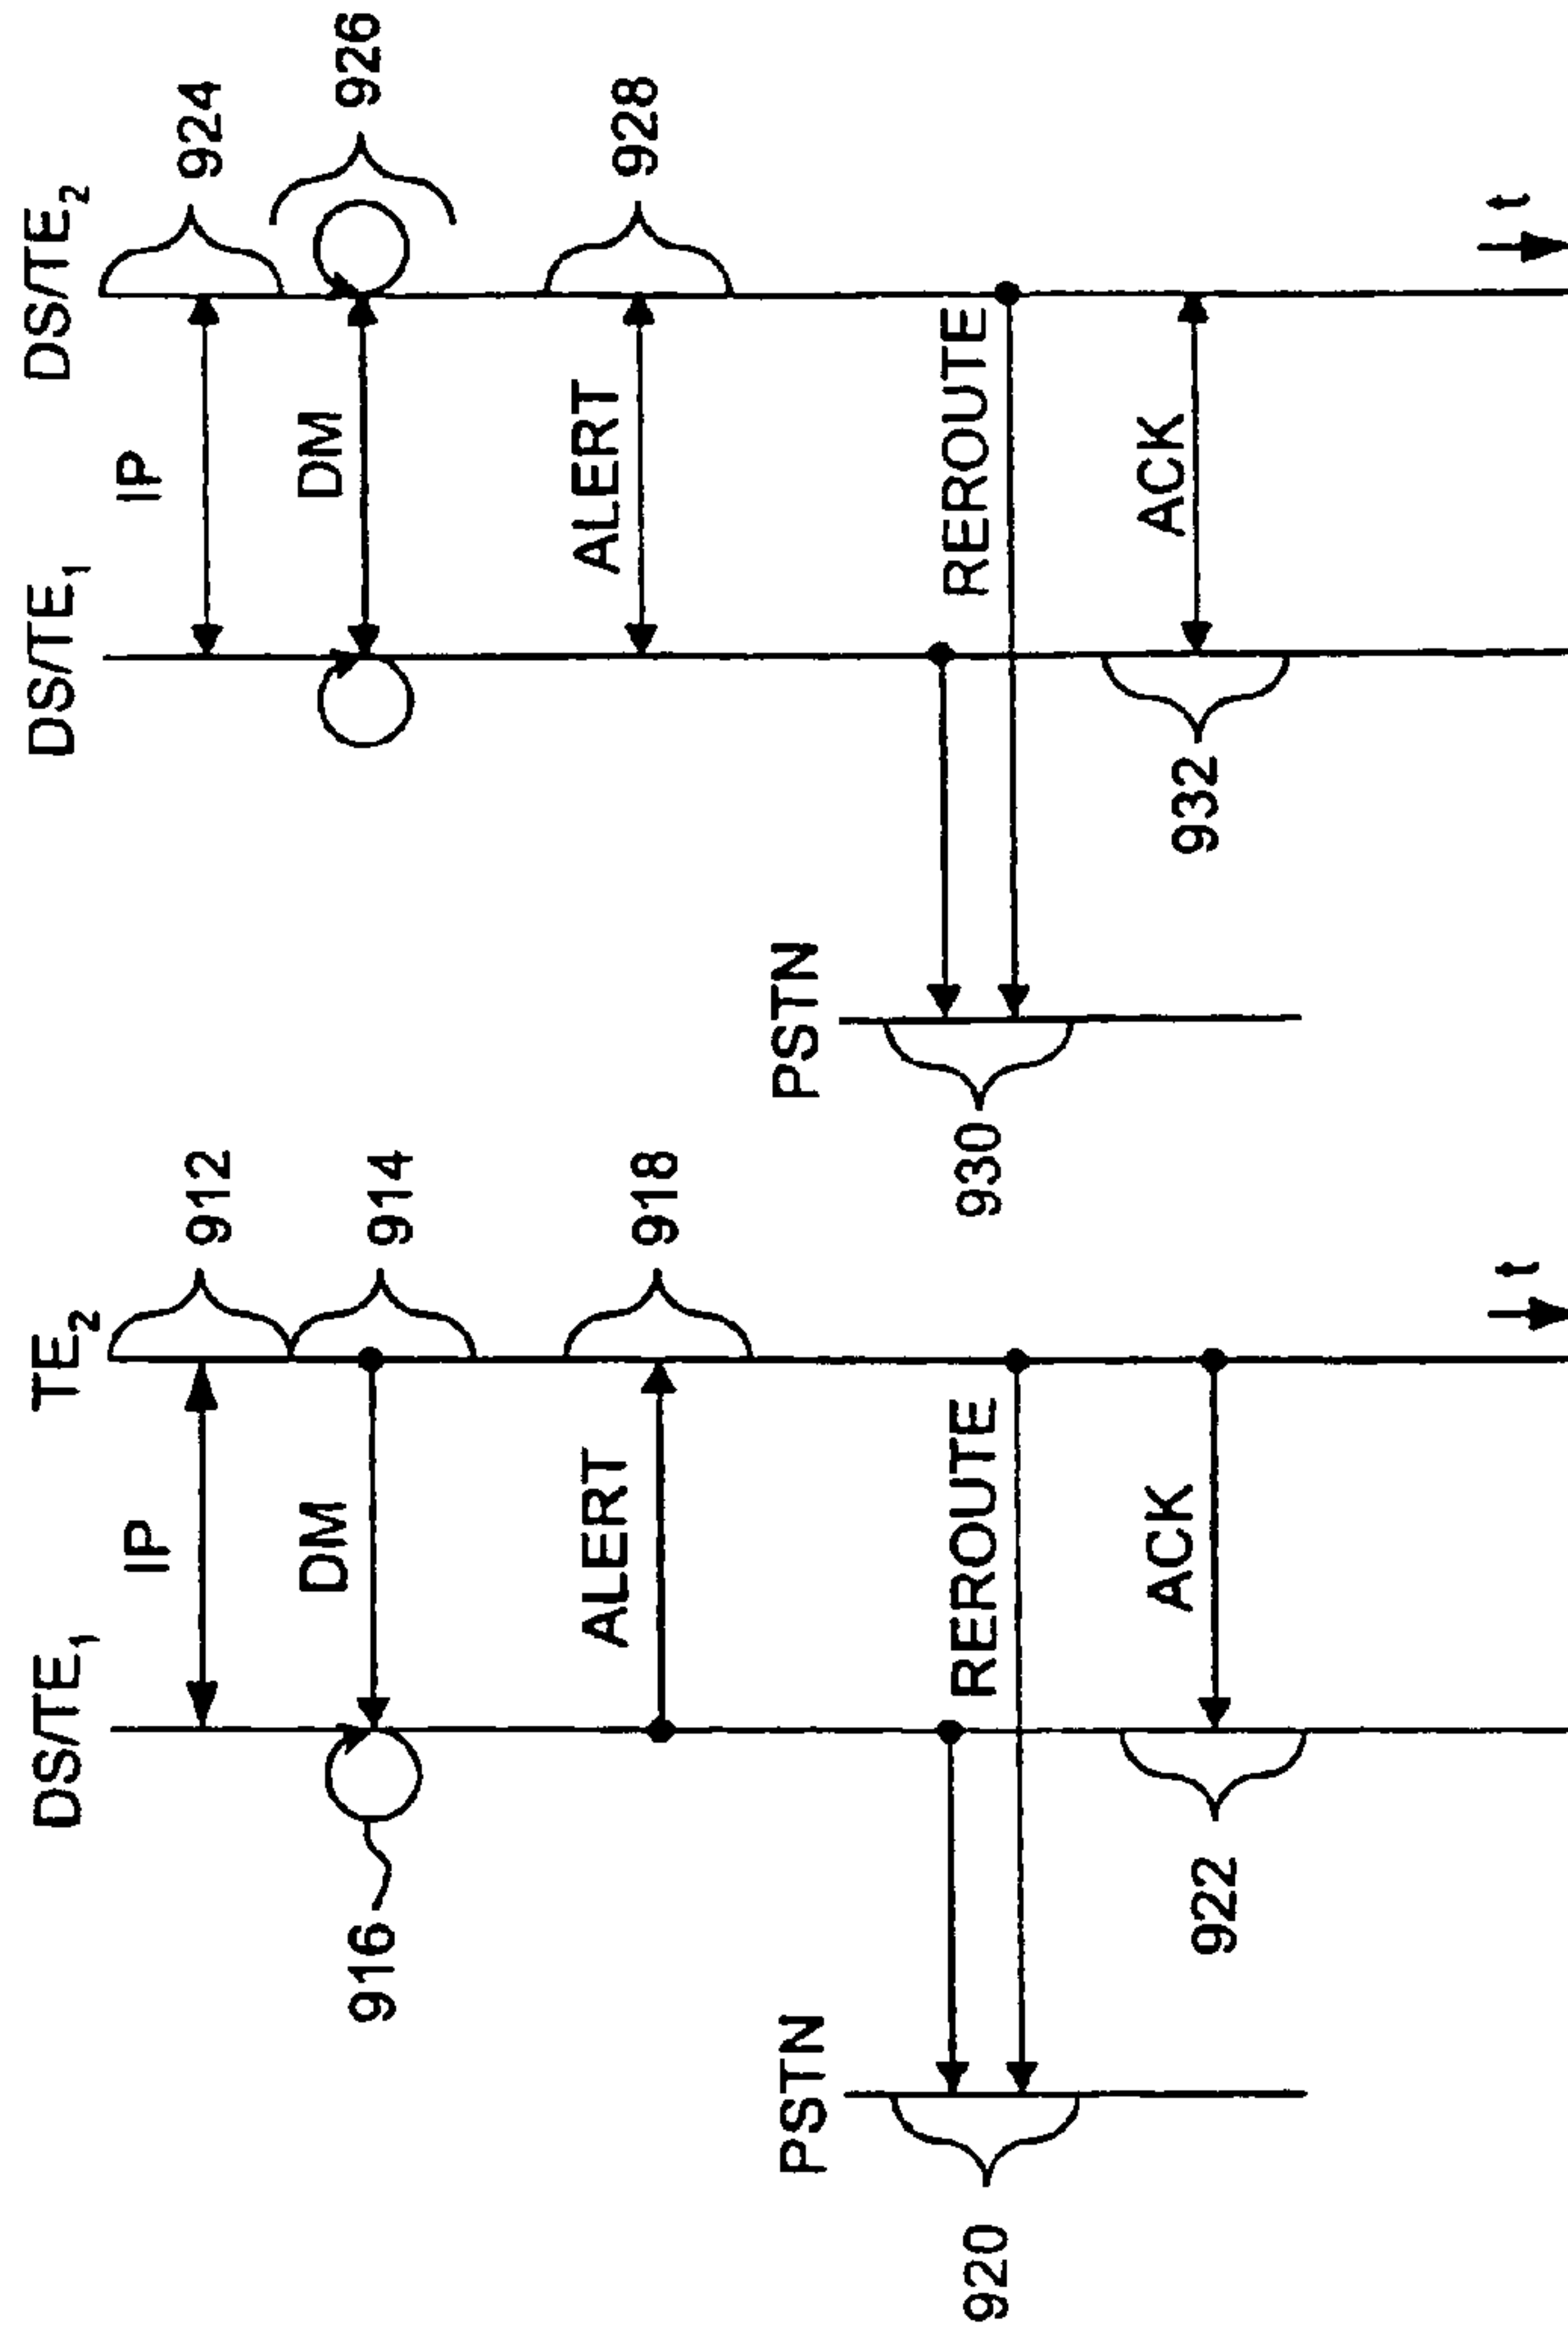 DS/TE1
TE2
IP
912
DM
914
916
ALERT
918
PSTN
REROUTE
920
ACK
922
t
DS/TE1
DS/TE2
IP
924
DM
926
ALERT
928
PSTN
REROUTE
930
ACK
932
t